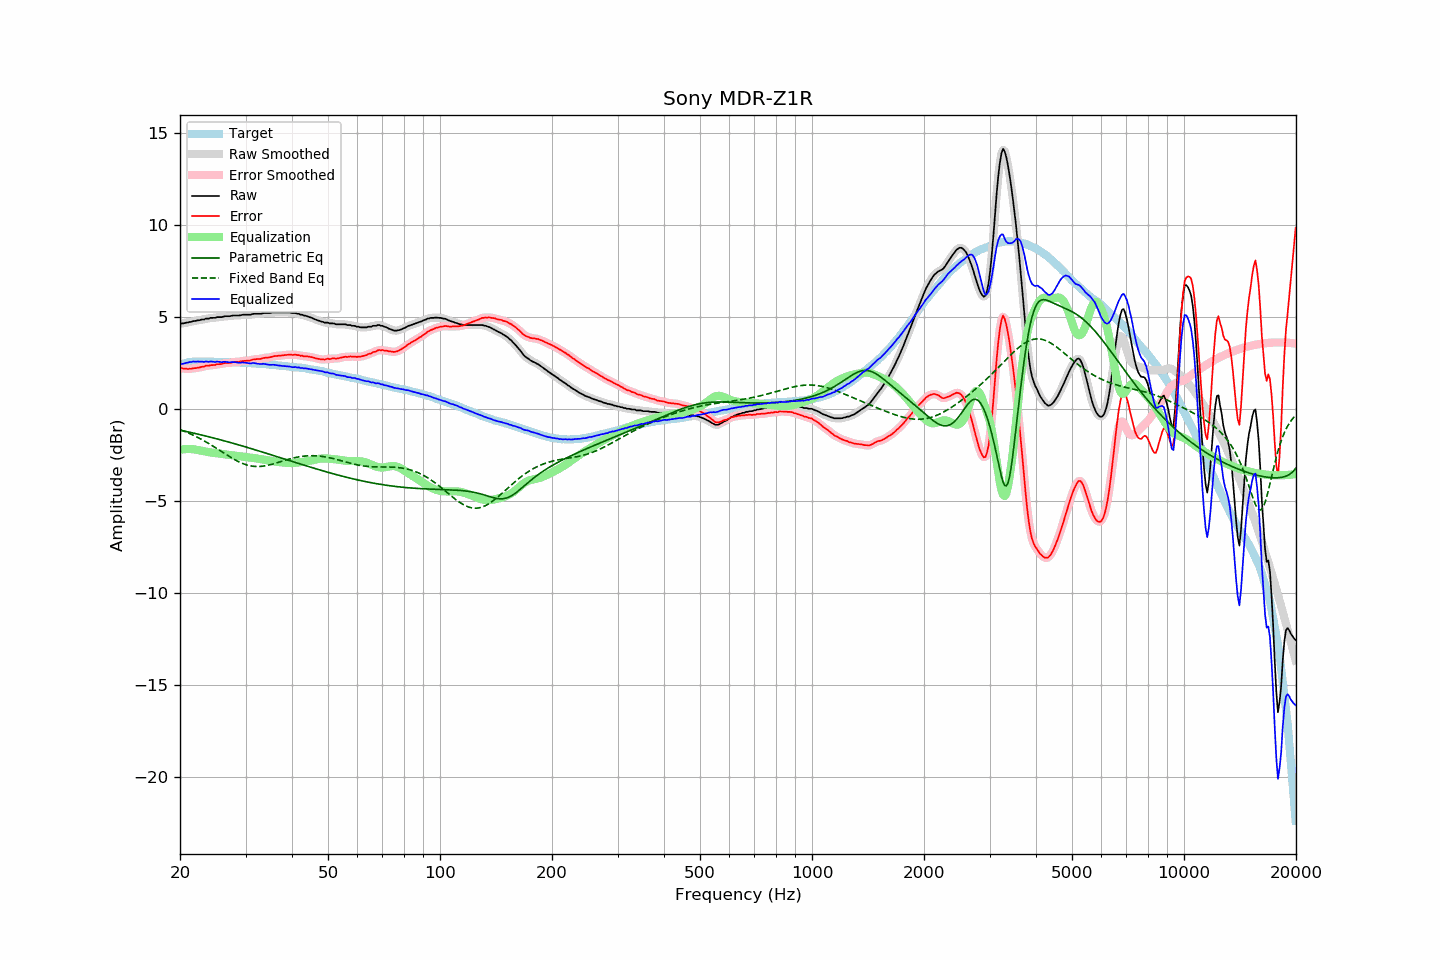 Sony MDR-Z1R
Target
Raw Smoothed
Error Smoothed
Raw
Error
Equalization
Parametric Eq
Fixed Band Eq
Equalized
15
10
5
0
−5
−10
−15
−20
Amplitude (dBr)
20 50 100 200 500 1000 2000 5000 10000 20000
Frequency (Hz)